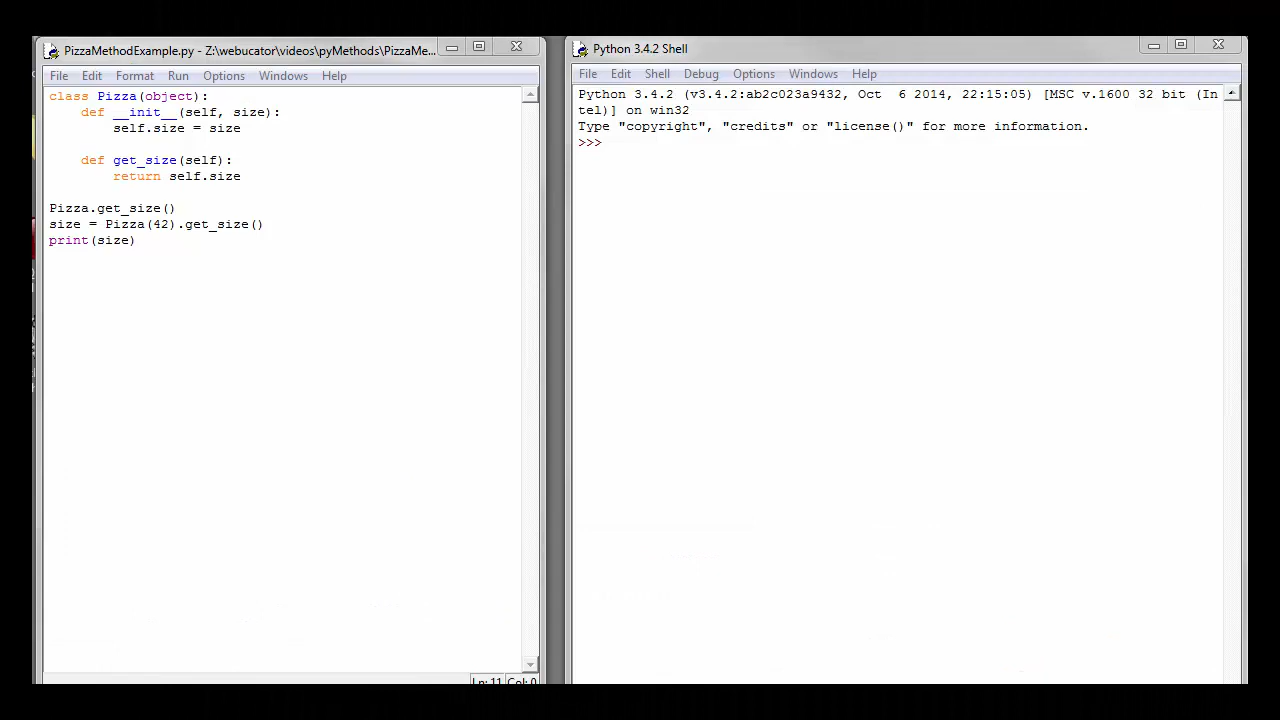 PizzaMethodExample.py - Z:\webucator\videos\pyMethods\PizzaMe...
File Edit Format Run Options Windows Help
class Pizza(object):
    def __init__(self, size):
        self.size = size
    def get_size(self):
        return self.size
Pizza.get_size()
size = Pizza(42).get_size()
print(size)
Ln: 11 Col: 0
Python 3.4.2 Shell
File Edit Shell Debug Options Windows Help
Python 3.4.2 (v3.4.2:ab2c023a9432, Oct  6 2014, 22:15:05) [MSC v.1600 32 bit (In
tel)] on win32
Type "copyright", "credits" or "license()" for more information.
>>>